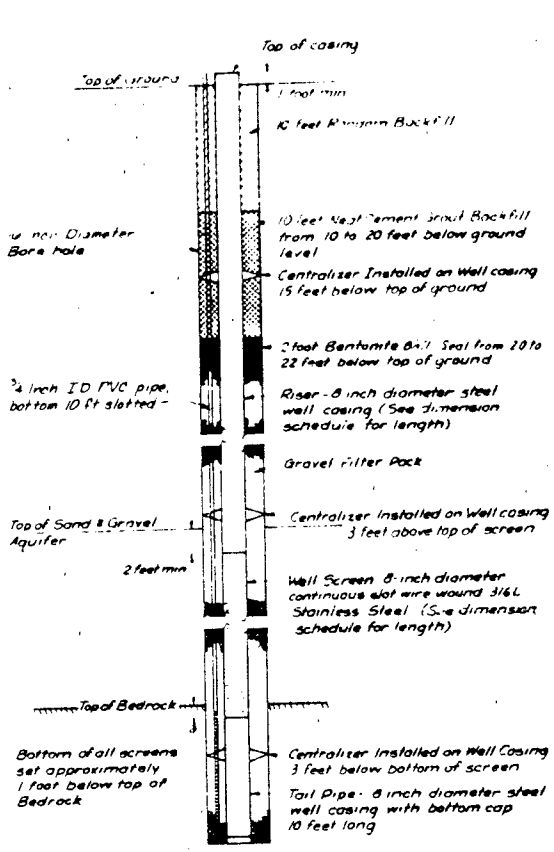 Top of casing
Top of Ground
1 foot min
10 feet Random Backfill
Diameter
Bore hole
10 feet Neat Cement Grout Backfill
from 10 to 20 feet below ground
level
Centralizer Installed on Well casing
15 feet below top of ground
2 foot Bentonite Ball Seal from 20 to
22 feet below top of ground
3/4 inch I D PVC pipe,
bottom 10 ft slotted
Riser - 8 inch diameter steel
well casing (See dimension
schedule for length)
Gravel Filter Pack
Centralizer Installed on Well casing
3 feet above top of screen
Top of Sand & Gravel
Aquifer
2 feet min
Well Screen 8-inch diameter
continuous slot wire wound 316L
Stainless Steel (See dimension
schedule for length)
Top of Bedrock
Bottom of all screens
set approximately
1 foot below top of
Bedrock
Centralizer Installed on Well Casing
3 feet below bottom of screen
Tail Pipe - 8 inch diameter steel
well casing with bottom cap
10 feet long